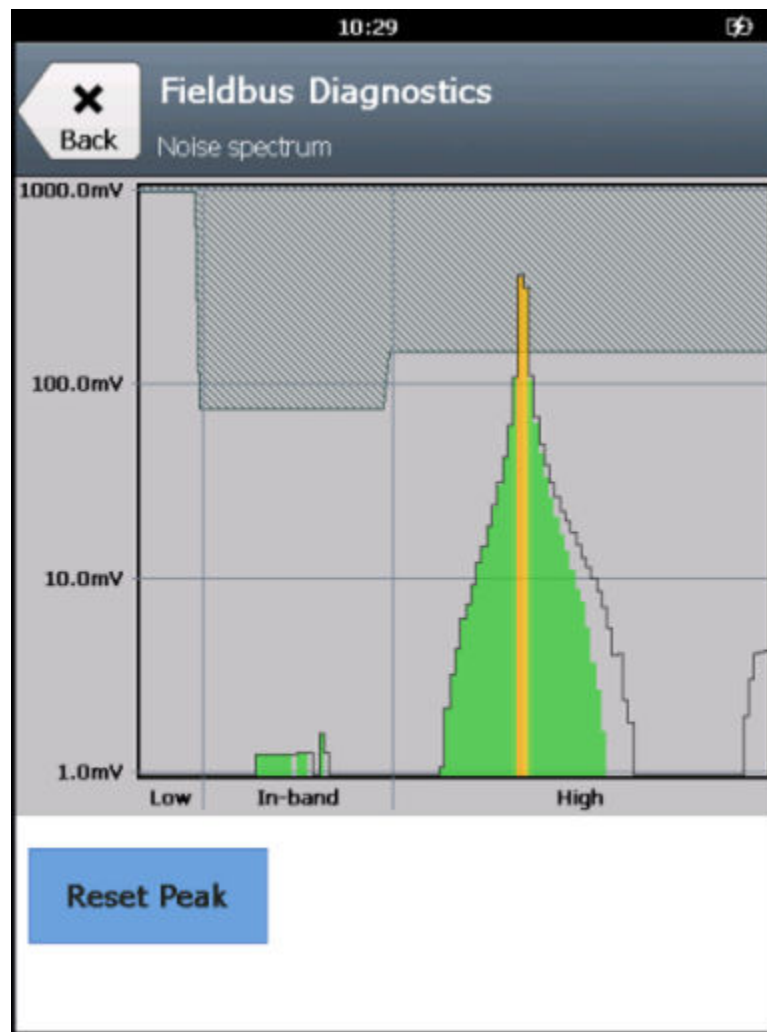 10:29
Fieldbus Diagnostics
Back
Noise spectrum
1000.0mV
100.0mV
10.0mV
1.0mV
Low In-band High
Reset Peak